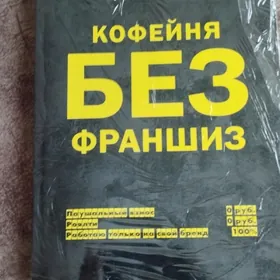 КОФЕЙНЯ
БЕЗ
ФРАНШИЗ
Паушальный взнос 0 руб.
Роялти 0 руб.
Работаю только на свой бренд 100%